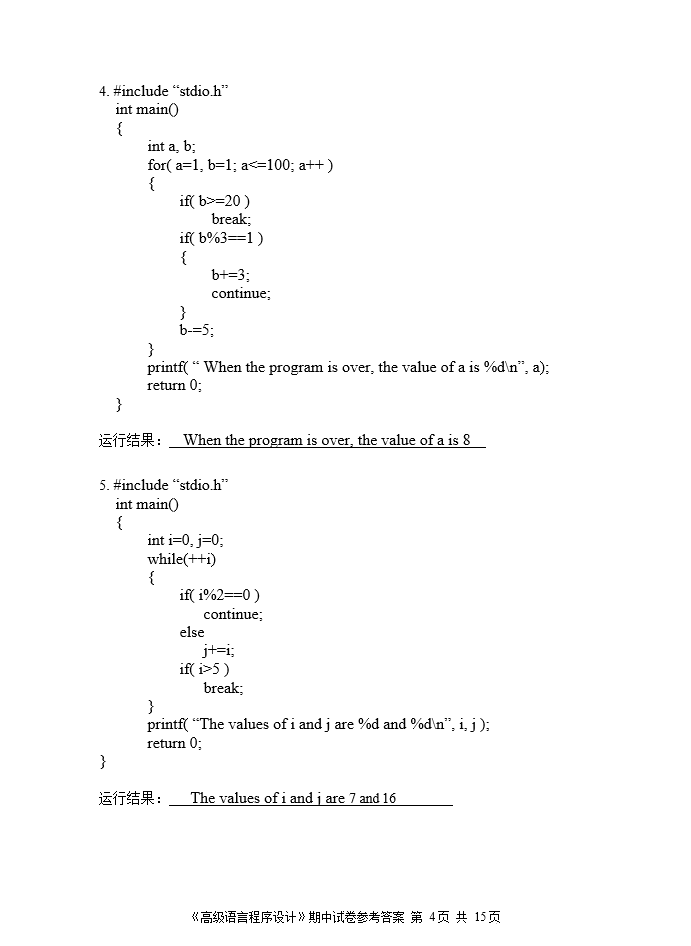 4. #include “stdio.h”
int main()
{
int a, b;
for( a=1, b=1; a<=100; a++ )
{
if( b>=20 )
break;
if( b%3==1 )
{
b+=3;
continue;
}
b-=5;
}
printf( “ When the program is over, the value of a is %d\n”, a);
return 0;
}
运行结果：   When the program is over, the value of a is 8
5. #include “stdio.h”
int main()
{
int i=0, j=0;
while(++i)
{
if( i%2==0 )
continue;
else
j+=i;
if( i>5 )
break;
}
printf( “The values of i and j are %d and %d\n”, i, j );
return 0;
}
运行结果：    The values of i and j are 7 and 16
《高级语言程序设计》期中试卷参考答案 第 4页 共 15页